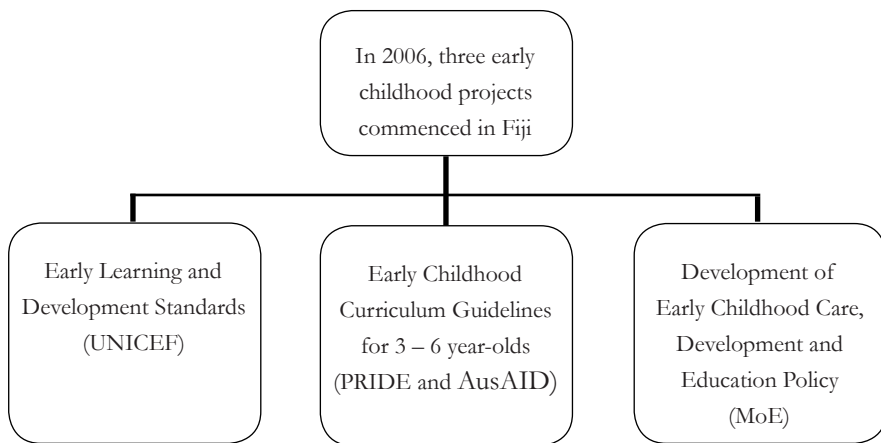 In 2006, three early
childhood projects
commenced in Fiji
Early Learning and
Development Standards
(UNICEF)
Early Childhood
Curriculum Guidelines
for 3 – 6 year-olds
(PRIDE and AusAID)
Development of
Early Childhood Care,
Development and
Education Policy
(MoE)